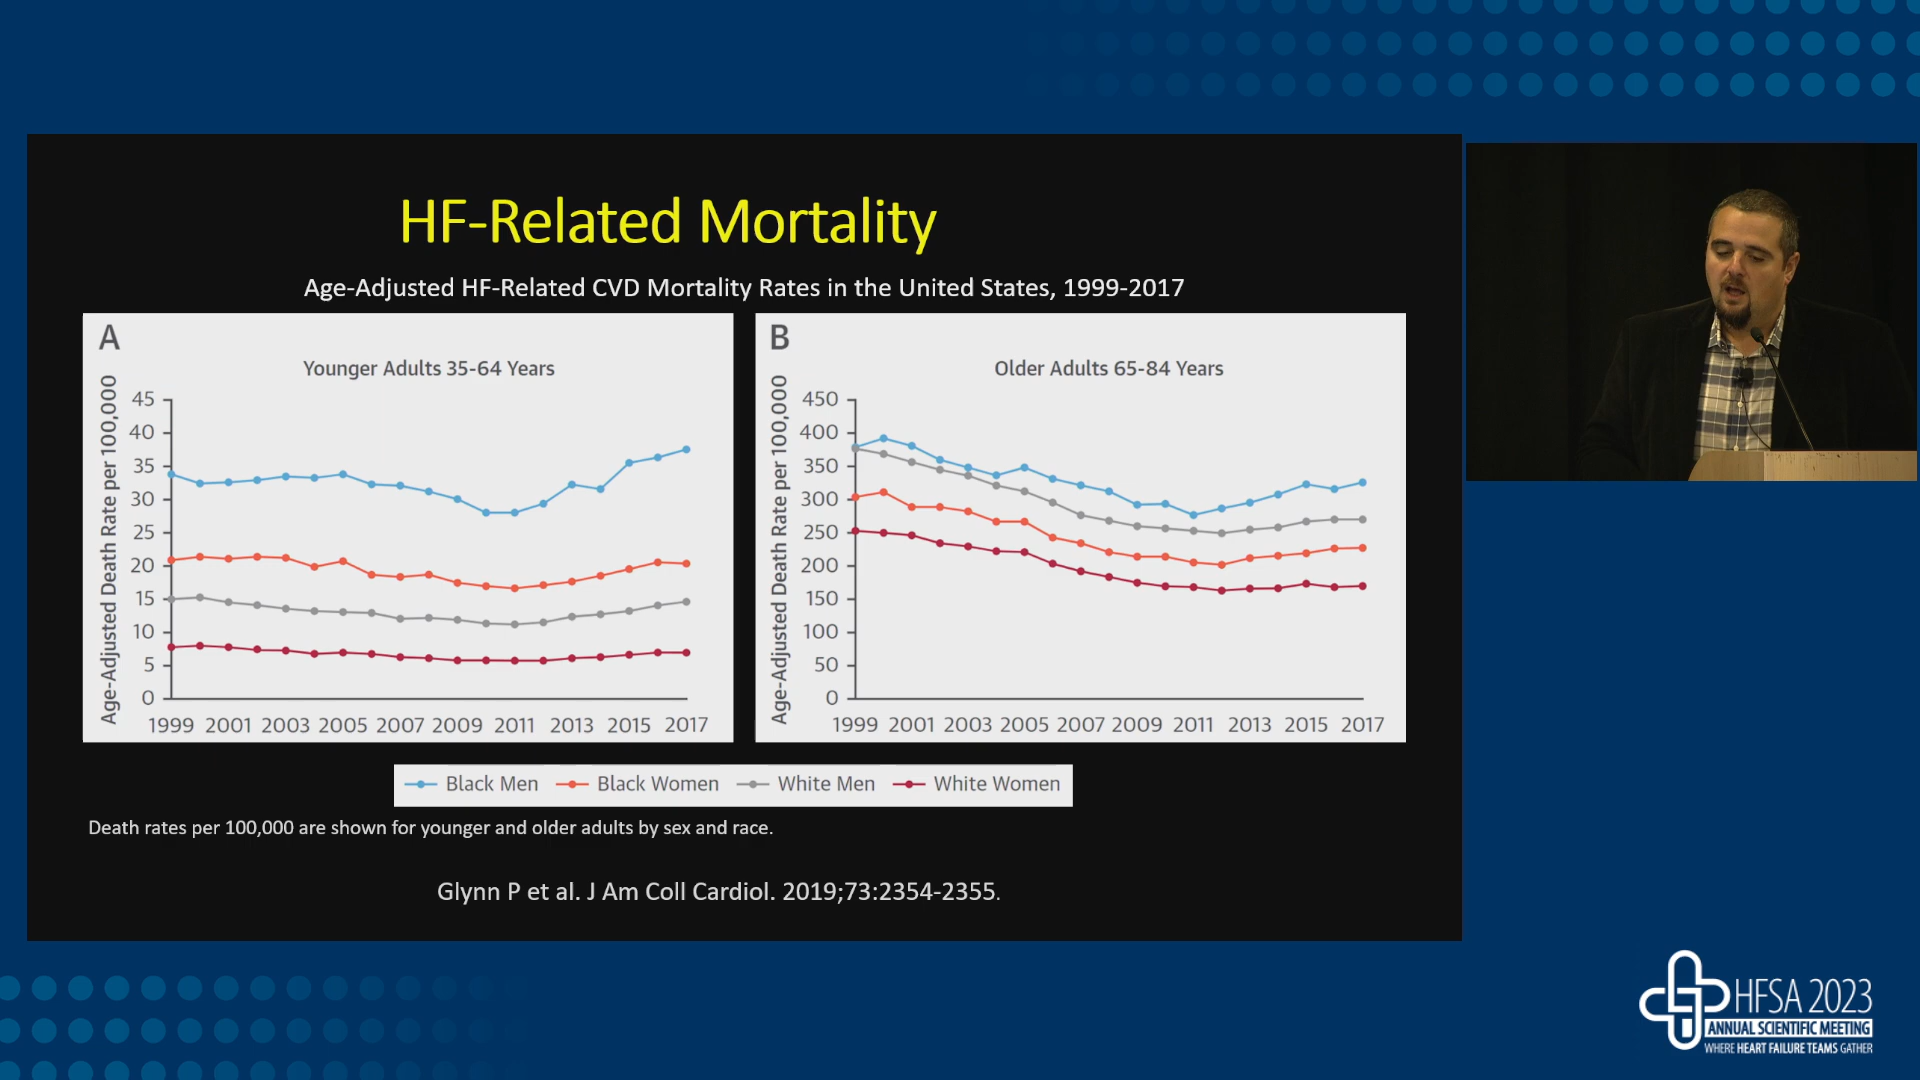 HF-Related Mortality
Age-Adjusted HF-Related CVD Mortality Rates in the United States, 1999-2017
A
Younger Adults 35-64 Years
Age-Adjusted Death Rate per 100,000
45
40
35
30
25
20
15
10
5
0
1999 2001 2003 2005 2007 2009 2011 2013 2015 2017
B
Older Adults 65-84 Years
Age-Adjusted Death Rate per 100,000
450
400
350
300
250
200
150
100
50
0
1999 2001 2003 2005 2007 2009 2011 2013 2015 2017
Black Men Black Women White Men White Women
Death rates per 100,000 are shown for younger and older adults by sex and race.
Glynn P et al. J Am Coll Cardiol. 2019;73:2354-2355.
HFSA 2023
ANNUAL SCIENTIFIC MEETING
WHERE HEART FAILURE TEAMS GATHER